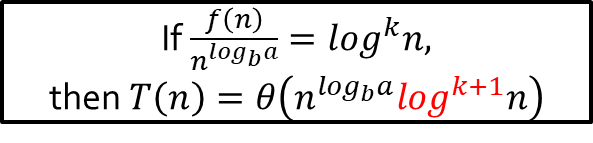 If f(n)/n^{log_b a} = log^k n,
then T(n) = θ(n^{log_b a} log^{k+1} n)